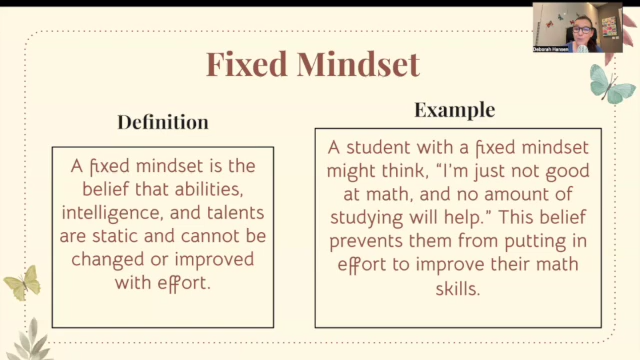 Fixed Mindset
Definition
A fixed mindset is the
belief that abilities,
intelligence, and talents
are static and cannot be
changed or improved
with effort.
Example
A student with a fixed mindset
might think, “I'm just not good
at math, and no amount of
studying will help.” This belief
prevents them from putting in
effort to improve their math
skills.
Deborah Hansen